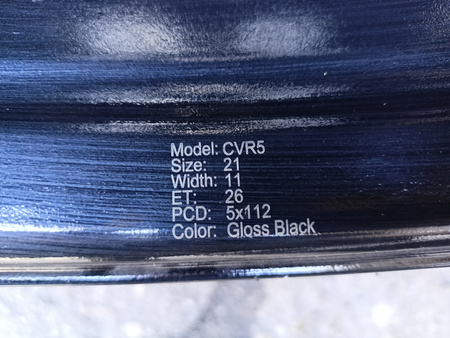 Model: CVR5
Size: 21
Width: 11
ET: 26
PCD: 5x112
Color: Gloss Black